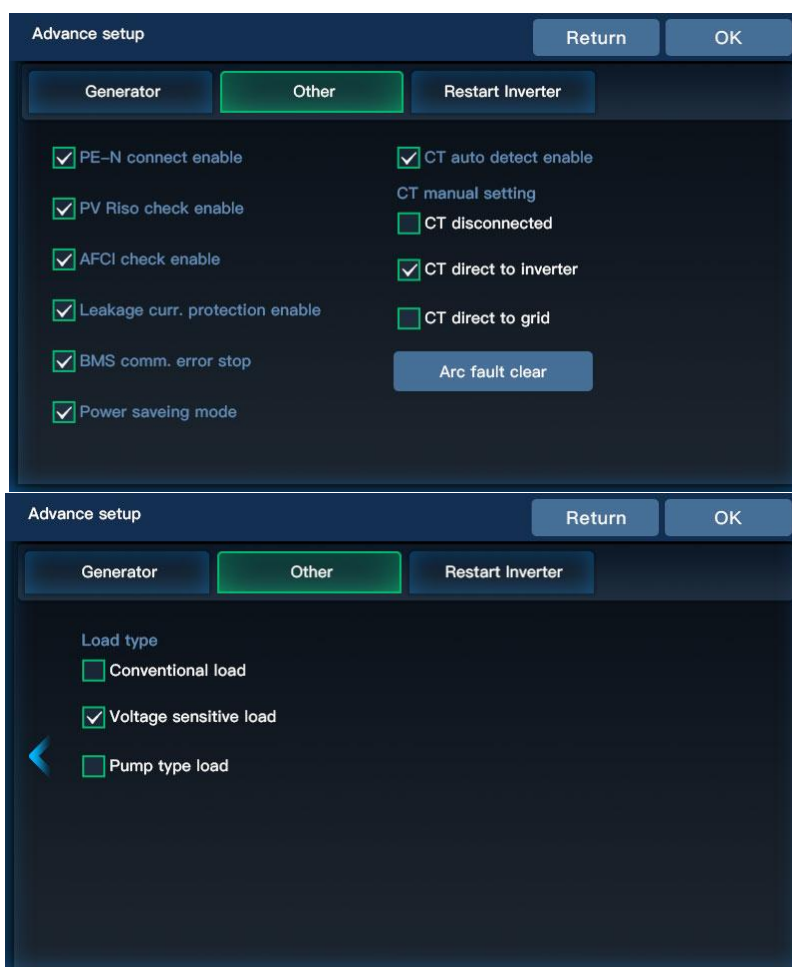 Advance setup
Return
OK
Generator
Other
Restart Inverter
PE-N connect enable
PV Riso check enable
AFCI check enable
Leakage curr. protection enable
BMS comm. error stop
Power saveing mode
CT auto detect enable
CT manual setting
CT disconnected
CT direct to inverter
CT direct to grid
Arc fault clear
Advance setup
Return
OK
Generator
Other
Restart Inverter
Load type
Conventional load
Voltage sensitive load
Pump type load